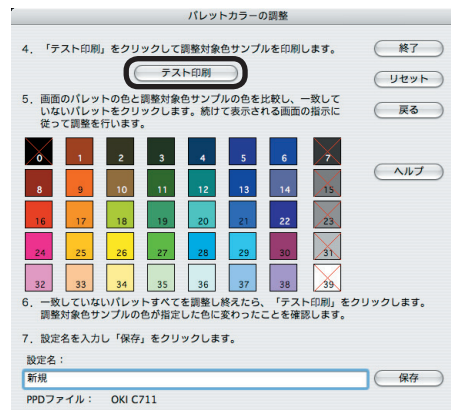 パレットカラーの調整
4. 「テスト印刷」をクリックして調整対象色サンプルを印刷します。
終了
テスト印刷
リセット
5. 画面のパレットの色と調整対象色サンプルの色を比較し、一致して
いないパレットをクリックします。続けて表示される画面の指示に
従って調整を行います。
戻る
0 1 2 3 4 5 6 7
ヘルプ
8 9 10 11 12 13 14 15
16 17 18 19 20 21 22 23
24 25 26 27 28 29 30 31
32 33 34 35 36 37 38 39
6. 一致していないパレットすべてを調整し終えたら、「テスト印刷」をクリックします。
調整対象色サンプルの色が指定した色に変わったことを確認します。
7. 設定名を入力し「保存」をクリックします。
設定名：
新規
保存
PPDファイル： OKI C711